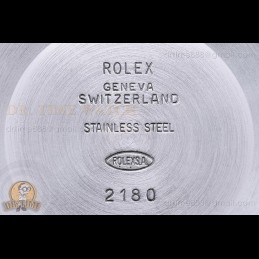 ROLEX
GENEVA
SWITZERLAND
STAINLESS STEEL
ROLEX S.A.
2180